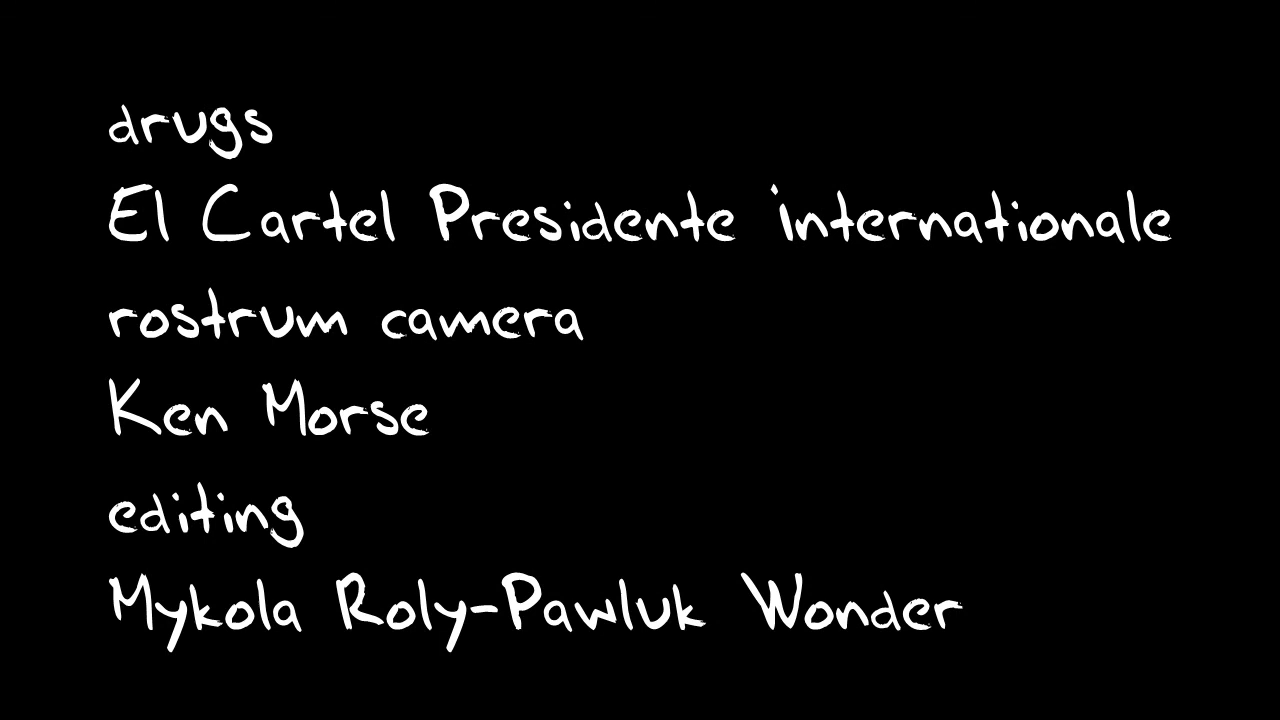 drugs
El Cartel Presidente internationale
rostrum camera
Ken Morse
editing
Mykola Roly-Pawluk Wonder